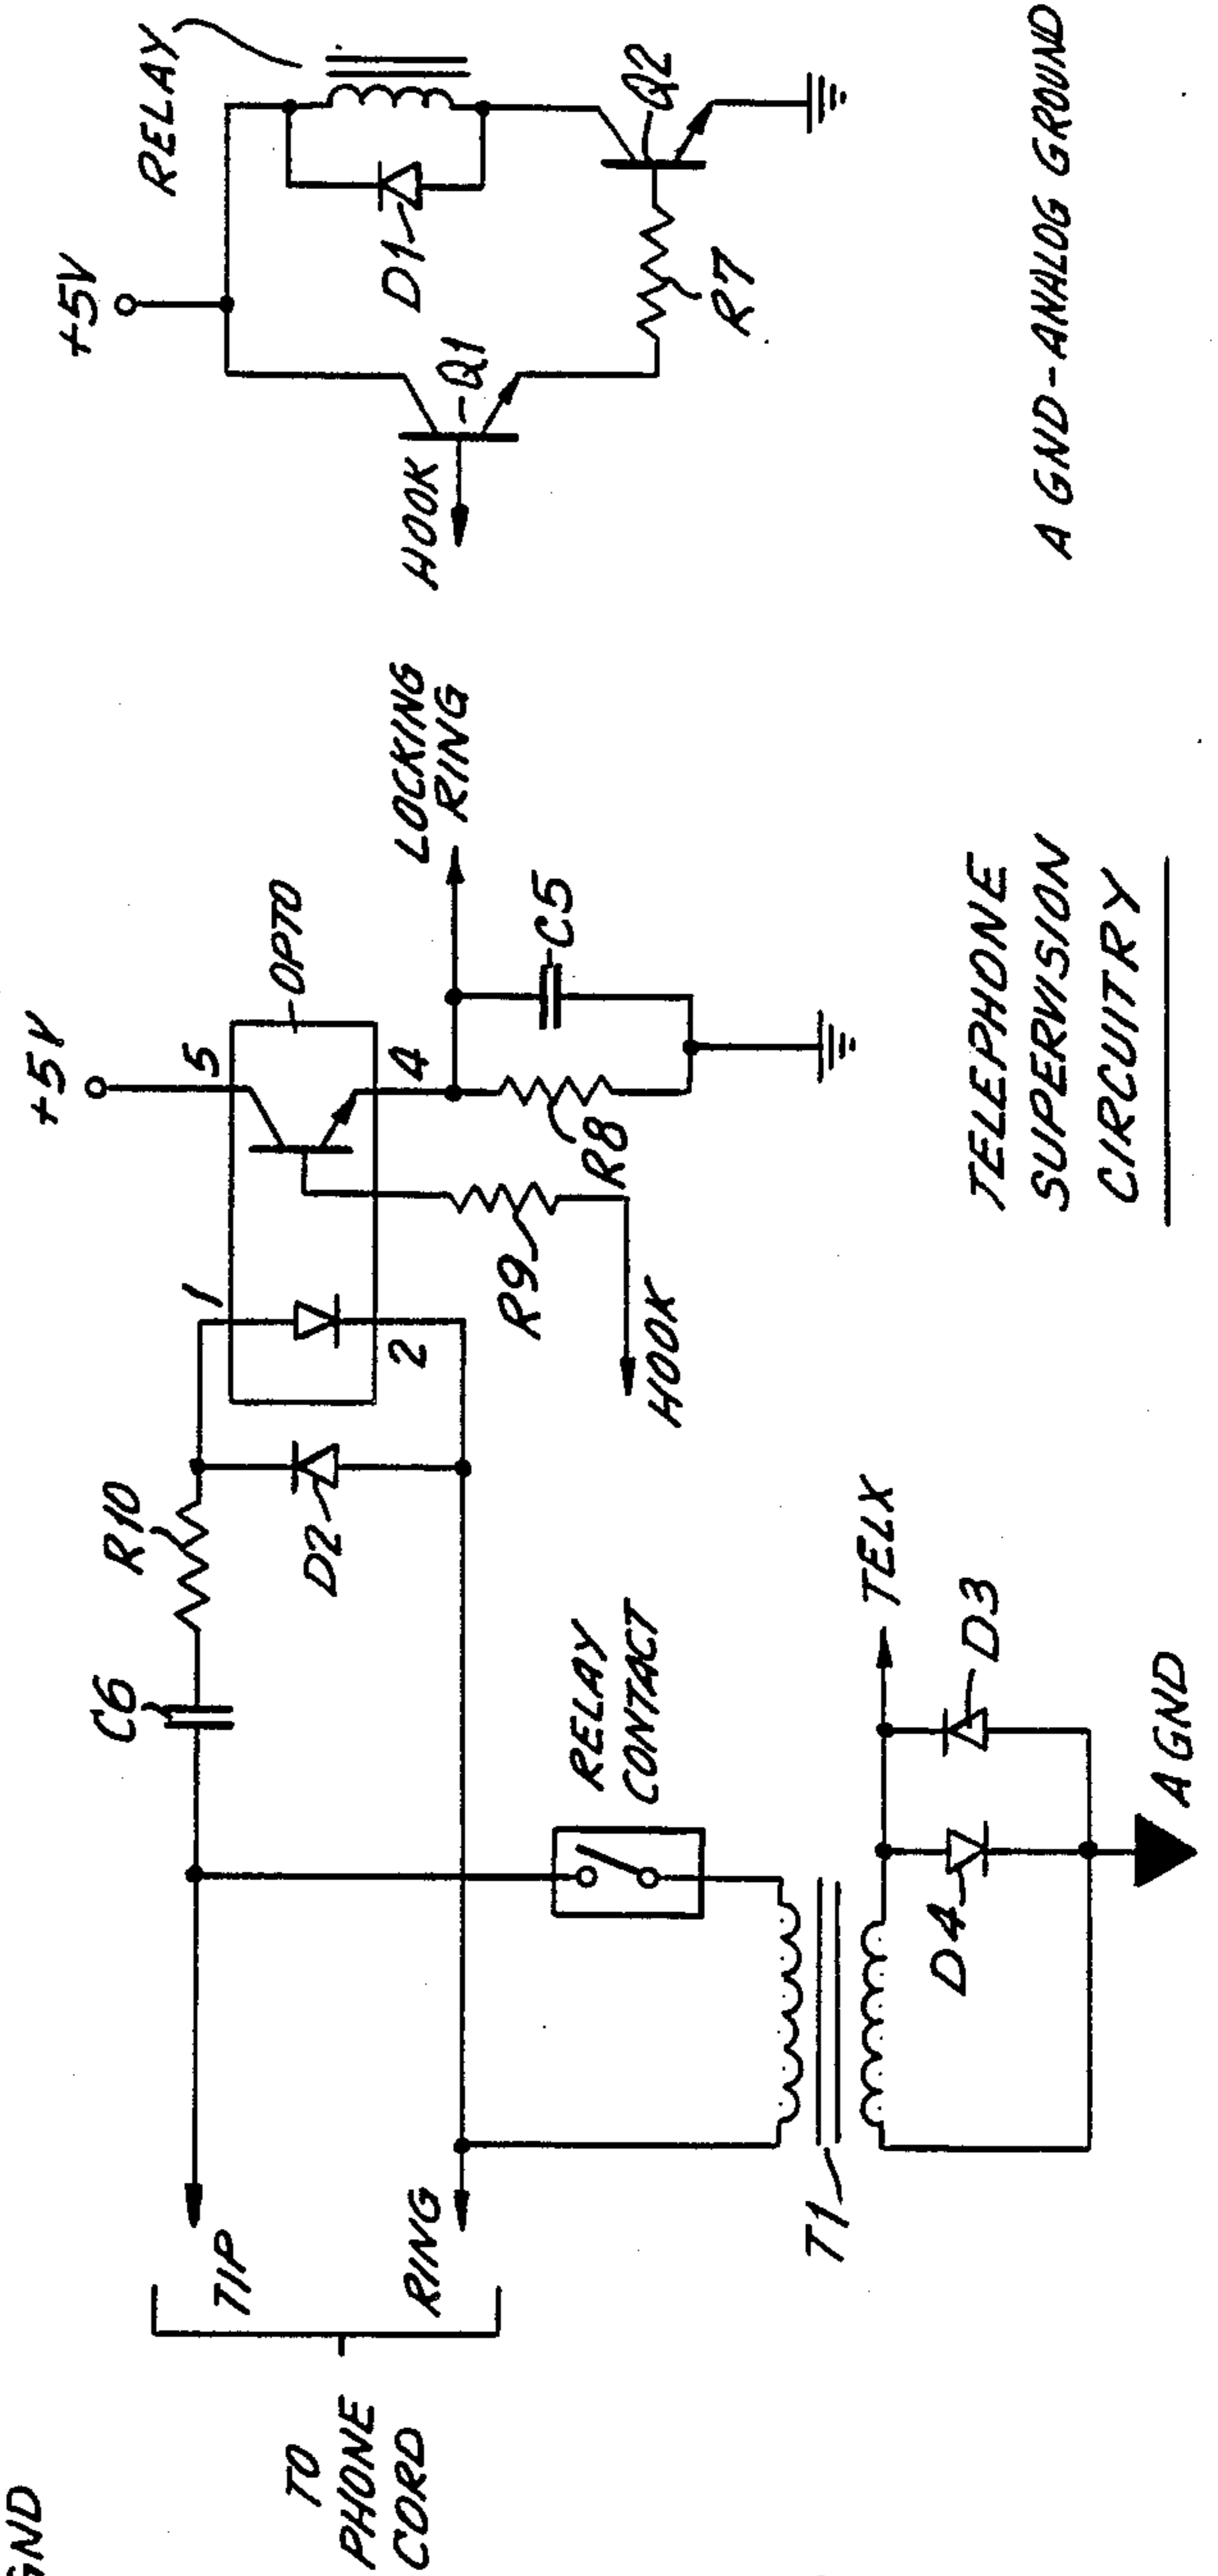 GND
TO
PHONE
CORD
TIP
RING
C6
R10
D2
1
2
5
4
+5V
OPTO
LOCKING
RING
C5
R8
R9
HOOK
RELAY
CONTACT
T1
TELX
D3
D4
A GND
+5V
RELAY
D1
Q1
HOOK
R7
Q2
TELEPHONE
SUPERVISION
CIRCUITRY
A GND-ANALOG GROUND